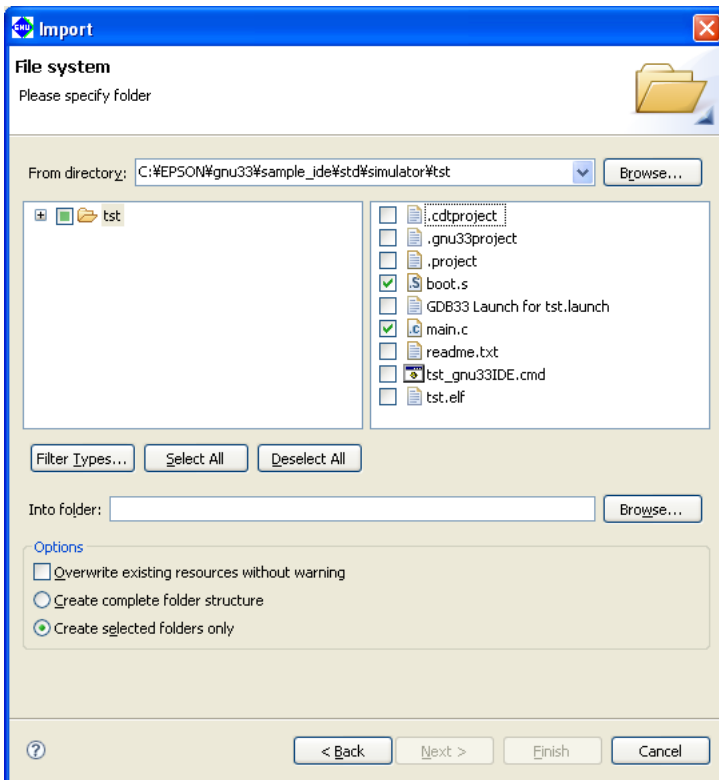 GNU Import
File system
Please specify folder
From directory: C:¥EPSON¥gnu33¥sample_ide¥std¥simulator¥tst Browse...
tst
.cdtproject
.gnu33project
.project
boot.s
GDB33 Launch for tst.launch
main.c
readme.txt
tst_gnu33IDE.cmd
tst.elf
Filter Types... Select All Deselect All
Into folder: Browse...
Options
Overwrite existing resources without warning
Create complete folder structure
Create selected folders only
? < Back Next > Finish Cancel